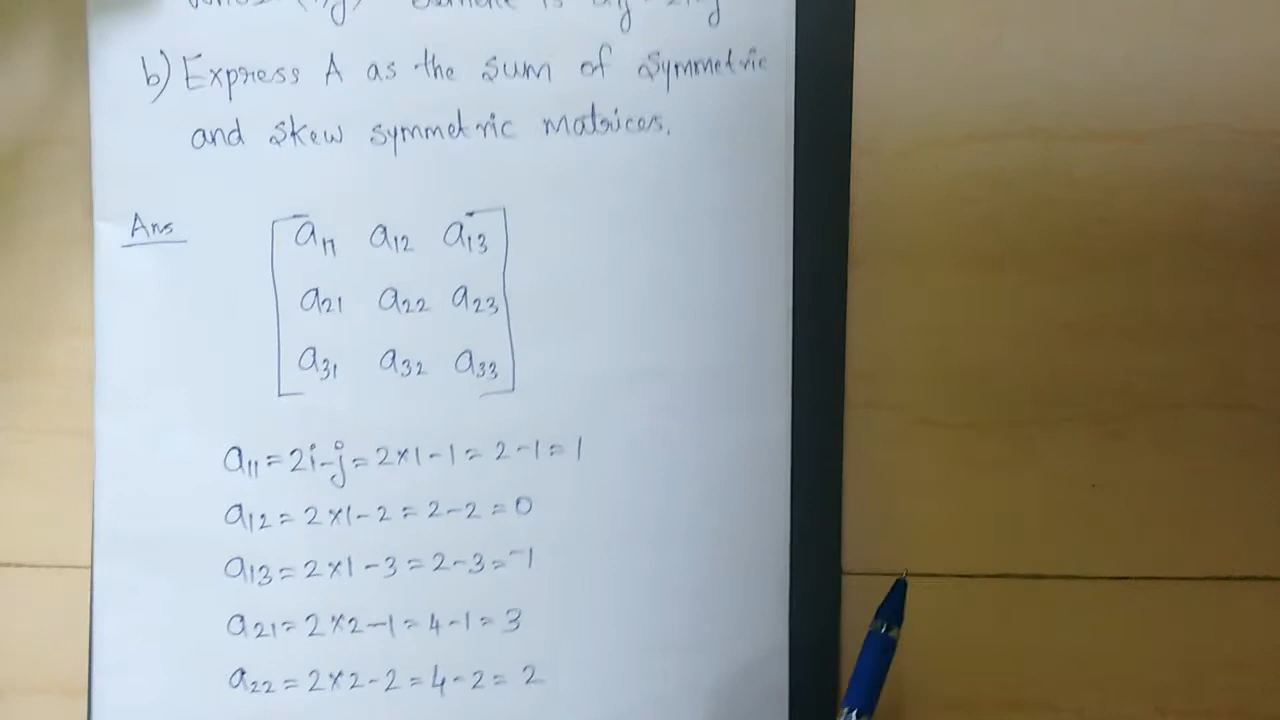 element is
b) Express A as the sum of symmetric
and skew symmetric matrices.
Ans
a11 a12 a13
a21 a22 a23
a31 a32 a33
a11 = 2i-j = 2×1-1 = 2-1 = 1
a12 = 2×1-2 = 2-2 = 0
a13 = 2×1-3 = 2-3 = -1
a21 = 2×2-1 = 4-1 = 3
a22 = 2×2-2 = 4-2 = 2